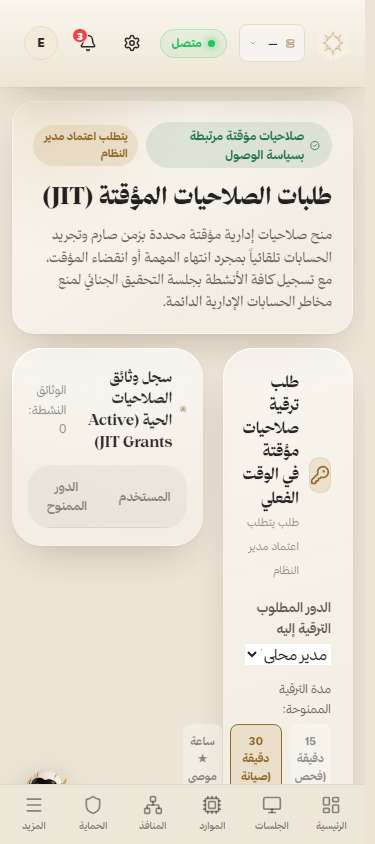 —
متصل
3
E
صلاحيات مؤقتة مرتبطة
بسياسة الوصول
يتطلب اعتماد مدير
النظام
طلبات الصلاحيات المؤقتة (JIT)
منح صلاحيات إدارية مؤقتة محددة بزمن صارم وتجريد
الحسابات تلقائياً بمجرد انتهاء المهمة أو انقضاء المؤقت.
مع تسجيل كافة الأنشطة بجلسة التحقيق الجنائي لمنع
مخاطر الحسابات الإدارية الدائمة.
طلب
ترقية
صلاحيات
مؤقتة
في الوقت
الفعلي
طلب يتطلب
اعتماد مدير
النظام
الدور المطلوب
الترقية إليه
مدير محلي
مدة الترقية
الممنوحة:
15
دقيقة
(فحص
30
دقيقة
(صيانة
ساعة
★
موصى
سجل وثائق
الصلاحيات
الحية (Active
JIT Grants)
الوثائق
النشطة:
0
المستخدم
الدور
الممنوح
الرئيسية
الجلسات
الموارد
المنافذ
الحماية
المزيد